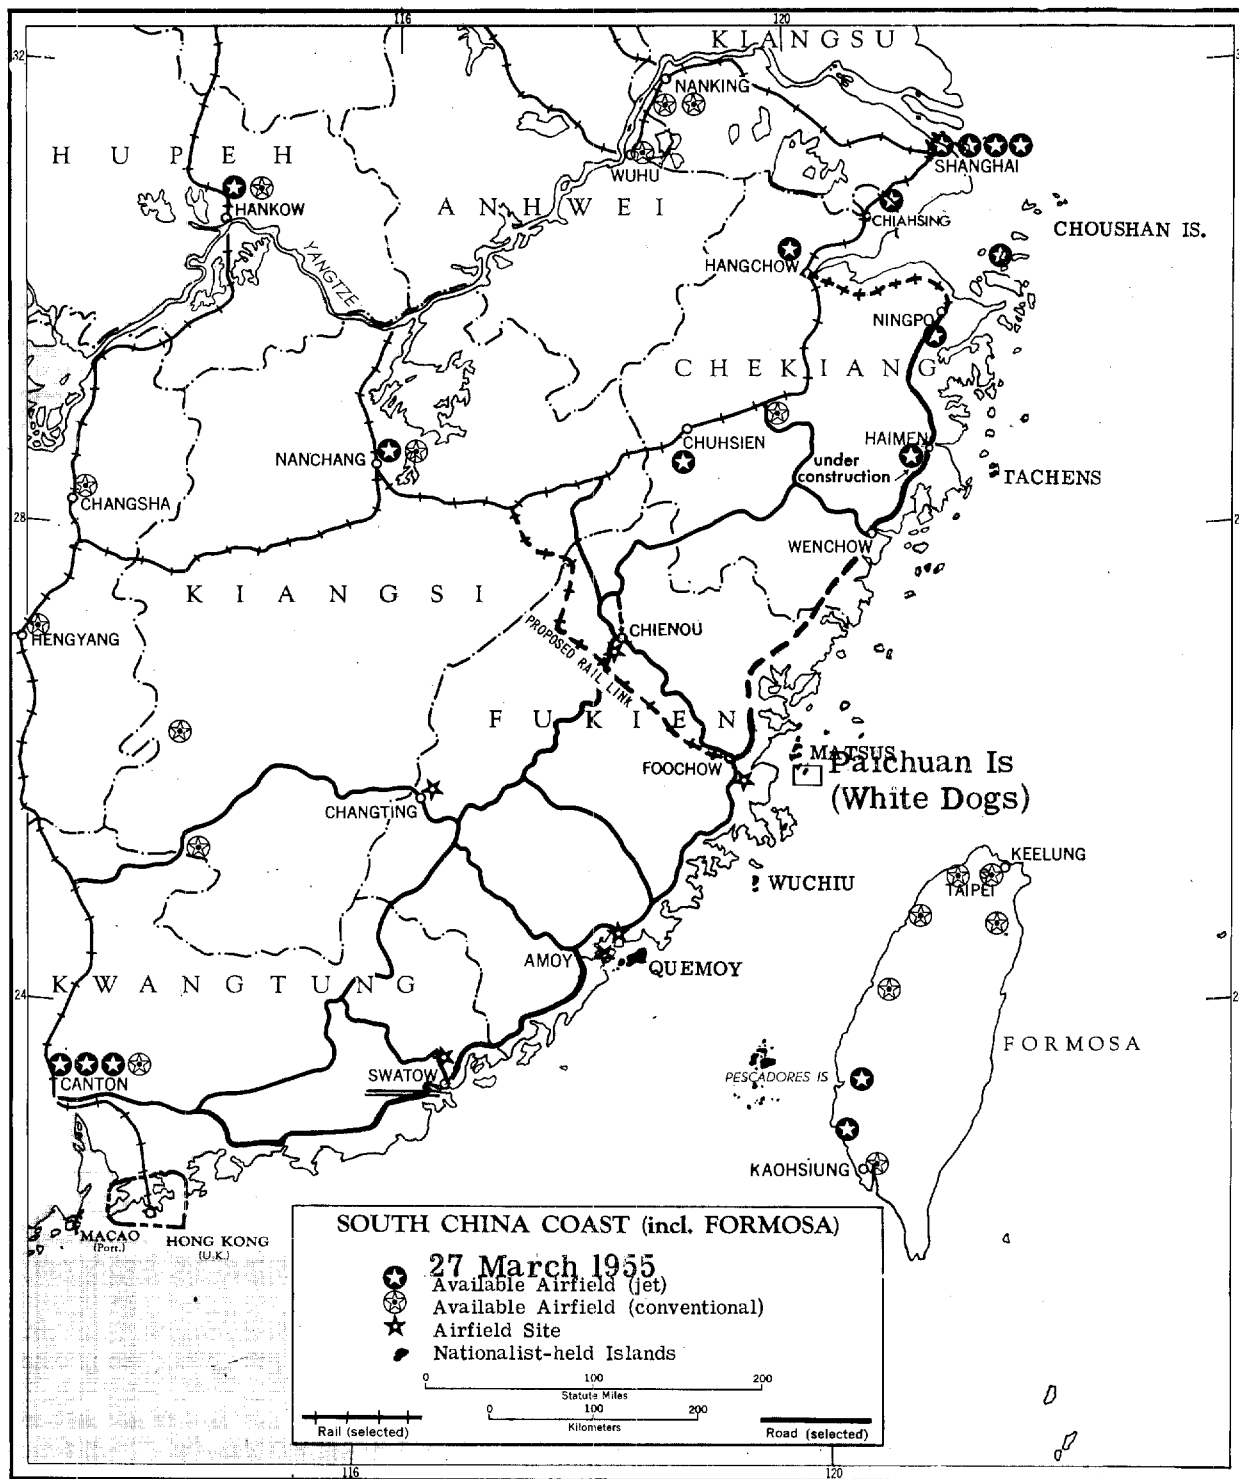 116
120
32
3
KIANGSU
NANKING
HUPEH
WUHU
SHANGHAI
HANKOW
ANHWEI
CHIAHSING
CHOUSHAN IS.
YANGTZE
HANGCHOW
NINGPO
CHEKIANG
CHUHSIEN
HAIMEN
NANCHANG
under
construction
TACHENS
CHANGSHA
28
2
WENCHOW
KIANGSI
HENGYANG
CHIENOU
PROPOSED RAIL LINK
FUKIEN
MATSUS
FOOCHOW
Paichuan Is
(White Dogs)
CHANGTING
KEELUNG
TAIPEI
WUCHIU
AMOY
QUEMOY
KWANGTUNG
24
2
FORMOSA
CANTON
SWATOW
PESCADORES IS
KAOHSIUNG
MACAO
(Port.)
HONG KONG
(U.K.)
SOUTH CHINA COAST (incl. FORMOSA)
27 March 1955
Available Airfield (jet)
Available Airfield (conventional)
Airfield Site
Nationalist-held Islands
0 100 200
Statute Miles
0 100 200
Kilometers
Rail (selected)
Road (selected)
116
120